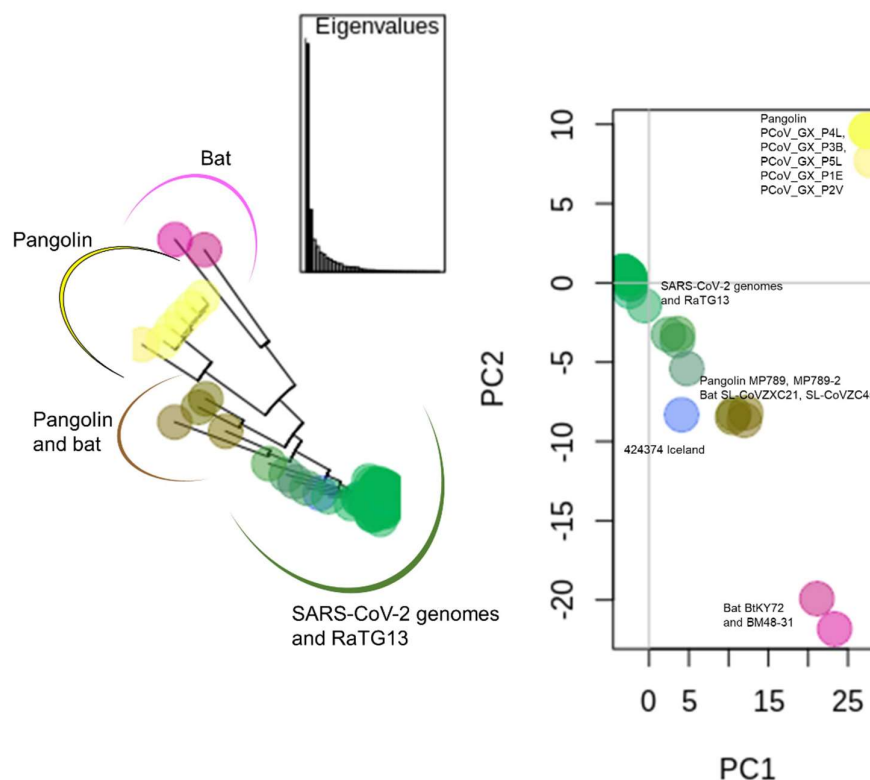 Eigenvalues
Bat
Pangolin
Pangolin
and bat
SARS-CoV-2 genomes
and RaTG13
10
5
0
-5
-10
-15
-20
PC2
Pangolin
PCoV_GX_P4L,
PCoV_GX_P3B,
PCoV_GX_P5L
PCoV_GX_P1E
PCoV_GX_P2V
SARS-CoV-2 genomes
and RaTG13
Pangolin MP789, MP789-2
Bat SL-CoVZXC21, SL-CoVZC4
424374 Iceland
Bat BtKY72
and BM48-31
0 5 15 25
PC1